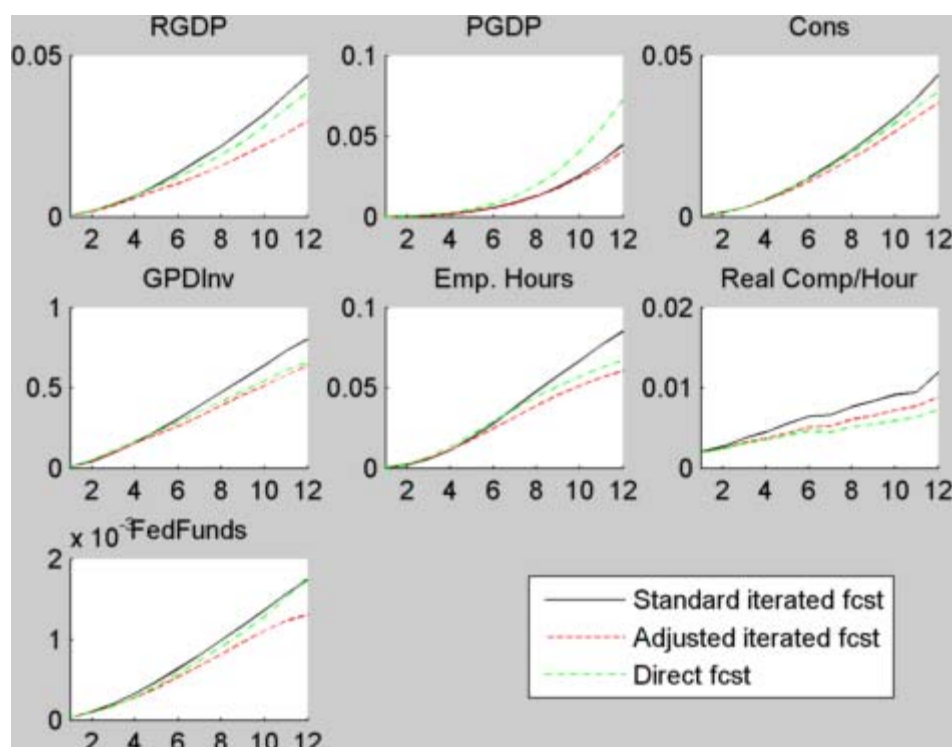 RGDP
0.05
0
2 4 6 8 10 12
PGDP
0.1
0.05
0
2 4 6 8 10 12
Cons
0.05
0
2 4 6 8 10 12
GPDInv
1
0.5
0
2 4 6 8 10 12
Emp. Hours
0.1
0.05
0
2 4 6 8 10 12
Real Comp/Hour
0.02
0.01
0
2 4 6 8 10 12
x 10⁻³
FedFunds
2
1
0
2 4 6 8 10 12
Standard iterated fcst
Adjusted iterated fcst
Direct fcst